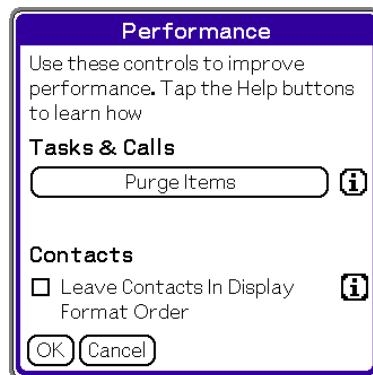 Performance
Use these controls to improve
performance. Tap the Help buttons
to learn how
Tasks & Calls
Purge Items
i
Contacts
Leave Contacts In Display
Format Order
i
OK Cancel